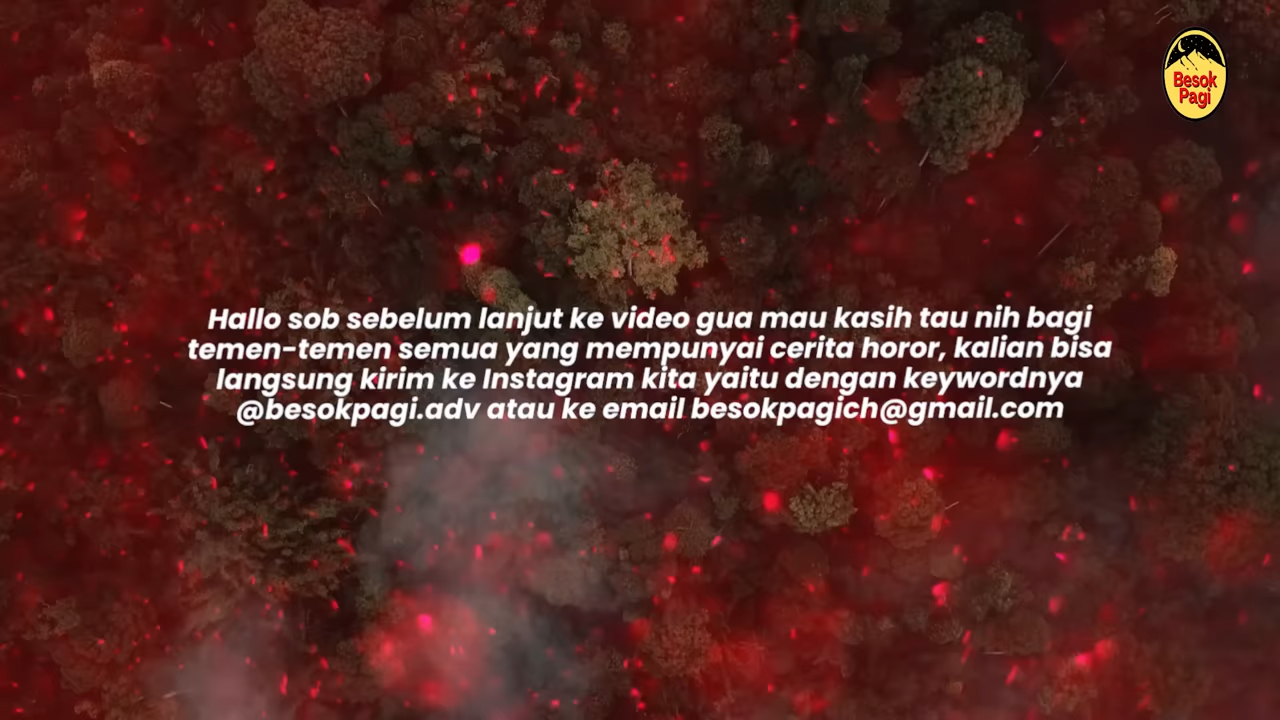 Besok
Pagi
Hallo sob sebelum lanjut ke video gua mau kasih tau nih bagi
temen-temen semua yang mempunyai cerita horor, kalian bisa
langsung kirim ke Instagram kita yaitu dengan keywordnya
@besokpagi.adv atau ke email besokpagich@gmail.com